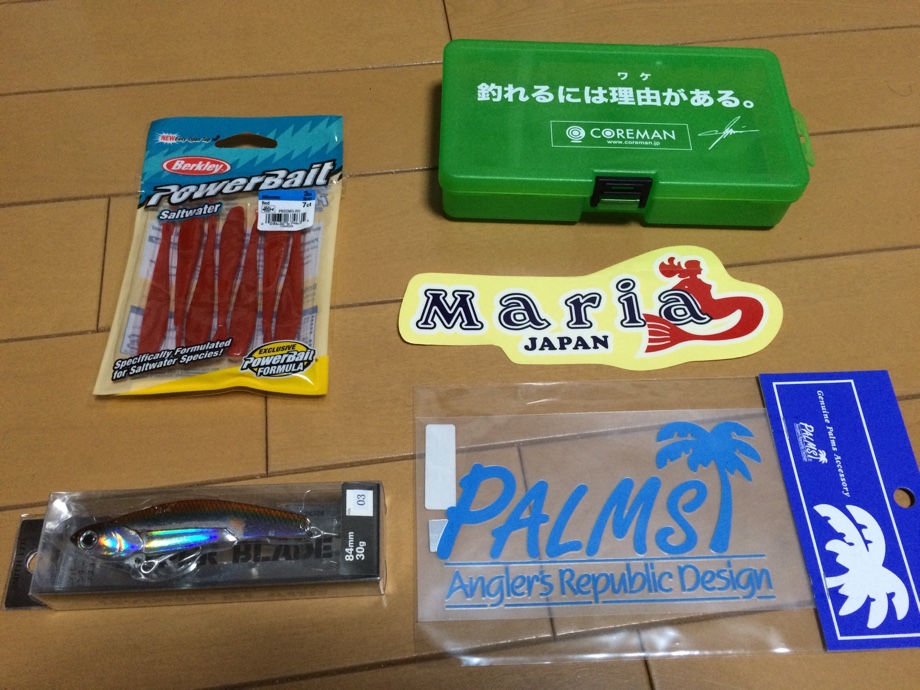 ワケ
釣れるには理由がある。
COREMAN
www.coreman.jp
Berkley
PowerBait
Saltwater
7ct
Specifically Formulated
for Saltwater Species!
EXCLUSIVE
PowerBait
FORMULA
Maria
JAPAN
PALMS
Angler's Republic Design
Genuine Palms Accessory
PALMS
BLADE
03
84mm
30g